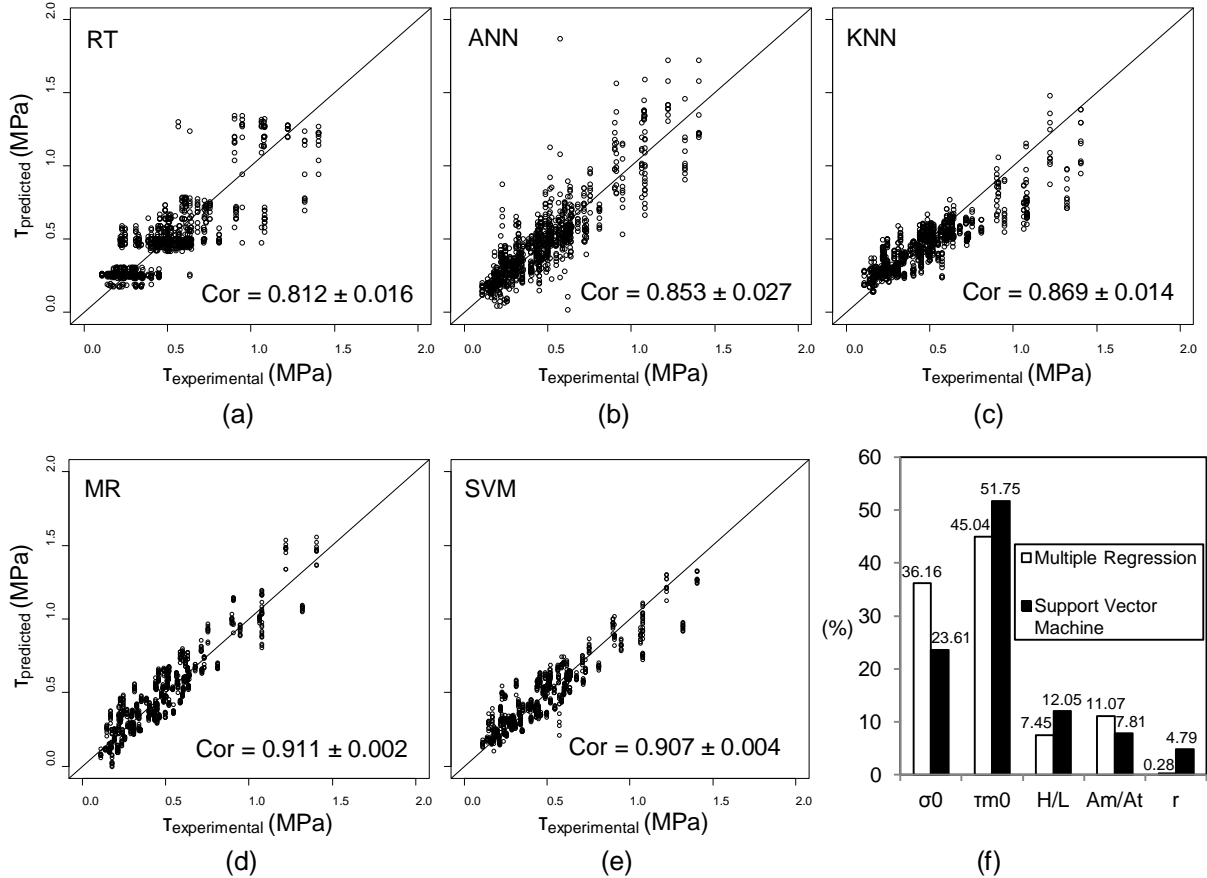 RT
ANN
KNN
2.0
1.5
1.0
0.5
0.0
τpredicted (MPa)
Cor = 0.812 ± 0.016
Cor = 0.853 ± 0.027
Cor = 0.869 ± 0.014
0.0 0.5 1.0 1.5 2.0
0.0 0.5 1.0 1.5 2.0
0.0 0.5 1.0 1.5 2.0
τexperimental (MPa)
τexperimental (MPa)
τexperimental (MPa)
(a)
(b)
(c)
MR
SVM
2.0
1.5
1.0
0.5
0.0
τpredicted (MPa)
Cor = 0.911 ± 0.002
Cor = 0.907 ± 0.004
0.0 0.5 1.0 1.5 2.0
0.0 0.5 1.0 1.5 2.0
τexperimental (MPa)
τexperimental (MPa)
(d)
(e)
60
50
40
30
20
10
0
(%)
36.16
23.61
45.04
51.75
7.45
12.05
11.07
7.81
0.28
4.79
Multiple Regression
Support Vector
Machine
σ0 τm0 H/L Am/At r
(f)